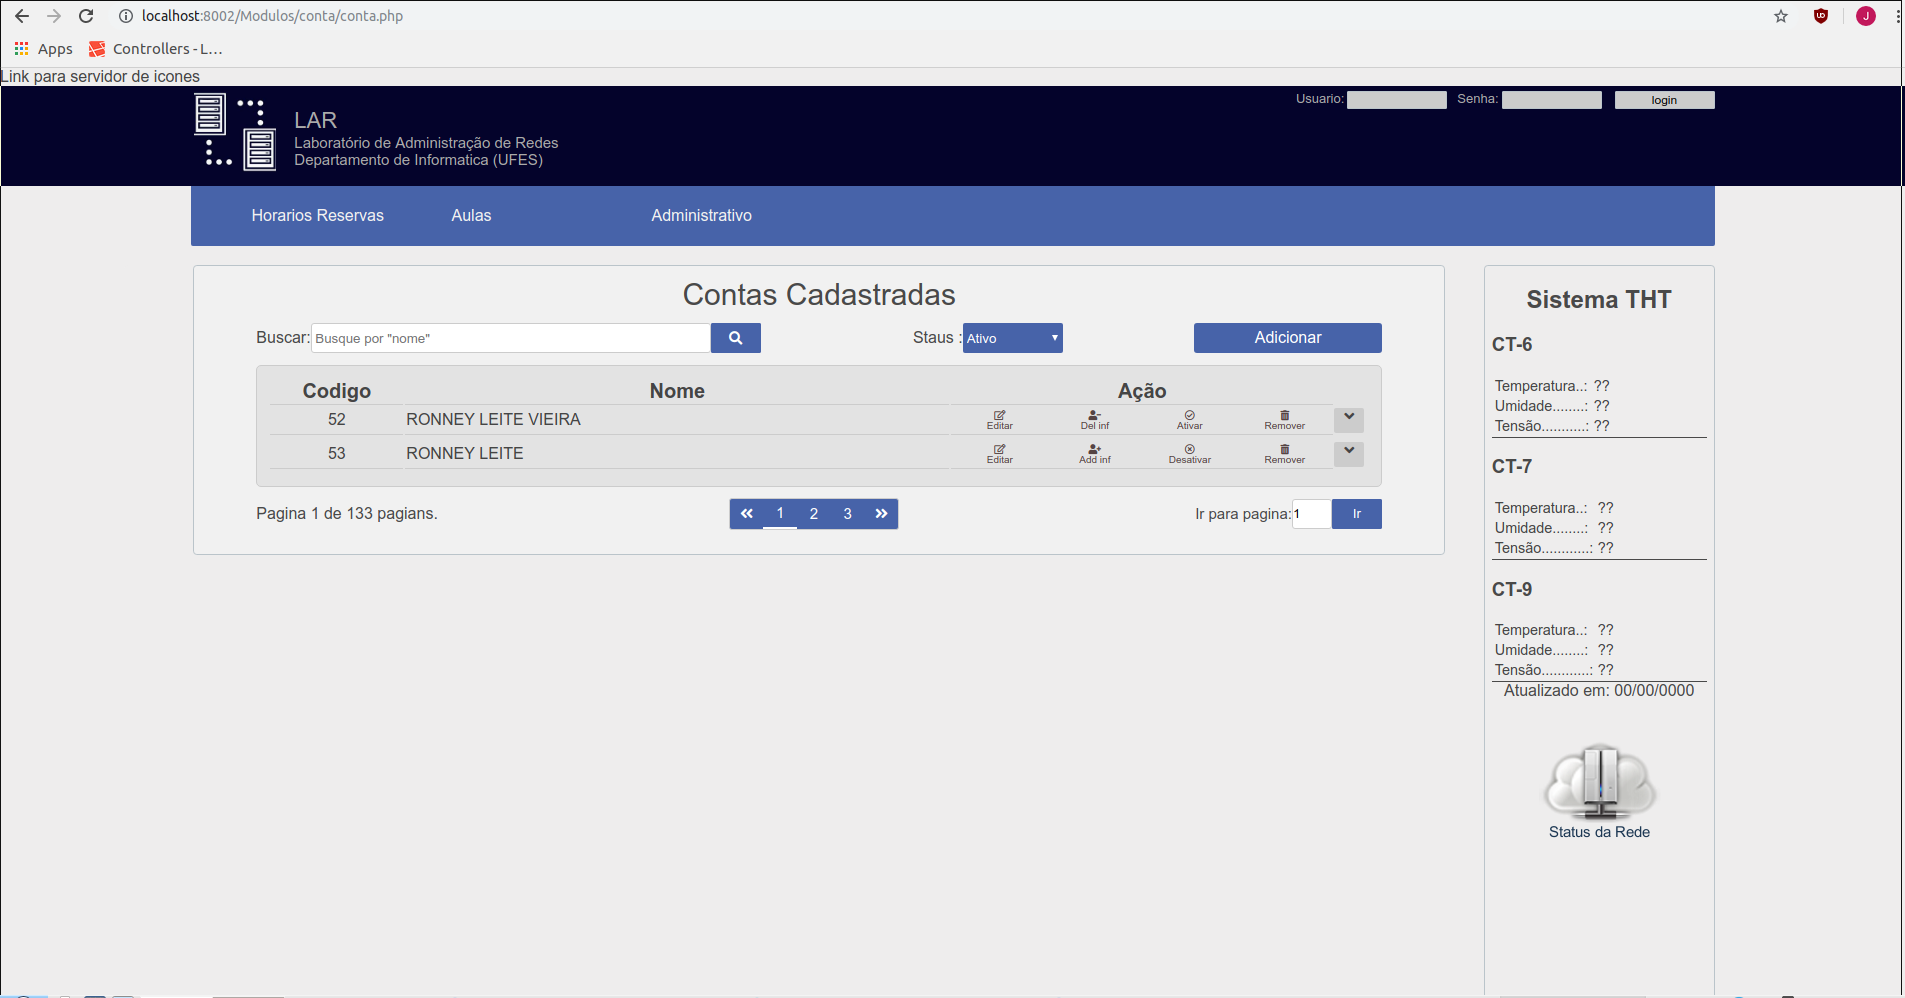 localhost:8002/Modulos/conta/conta.php
J
Apps Controllers - L...
Link para servidor de icones
LAR
Laboratório de Administração de Redes
Departamento de Informatica (UFES)
Usuario: Senha: login
Horarios Reservas Aulas Administrativo
Contas Cadastradas
Buscar: Busque por "nome" Staus : Ativo Adicionar
Codigo Nome Ação
52 RONNEY LEITE VIEIRA Editar Del inf Ativar Remover
53 RONNEY LEITE Editar Add inf Desativar Remover
Pagina 1 de 133 pagians. « 1 2 3 » Ir para pagina: 1 Ir
Sistema THT
CT-6
Temperatura..: ??
Umidade........: ??
Tensão...........: ??
CT-7
Temperatura..: ??
Umidade........: ??
Tensão............: ??
CT-9
Temperatura..: ??
Umidade........: ??
Tensão............: ??
Atualizado em: 00/00/0000
Status da Rede